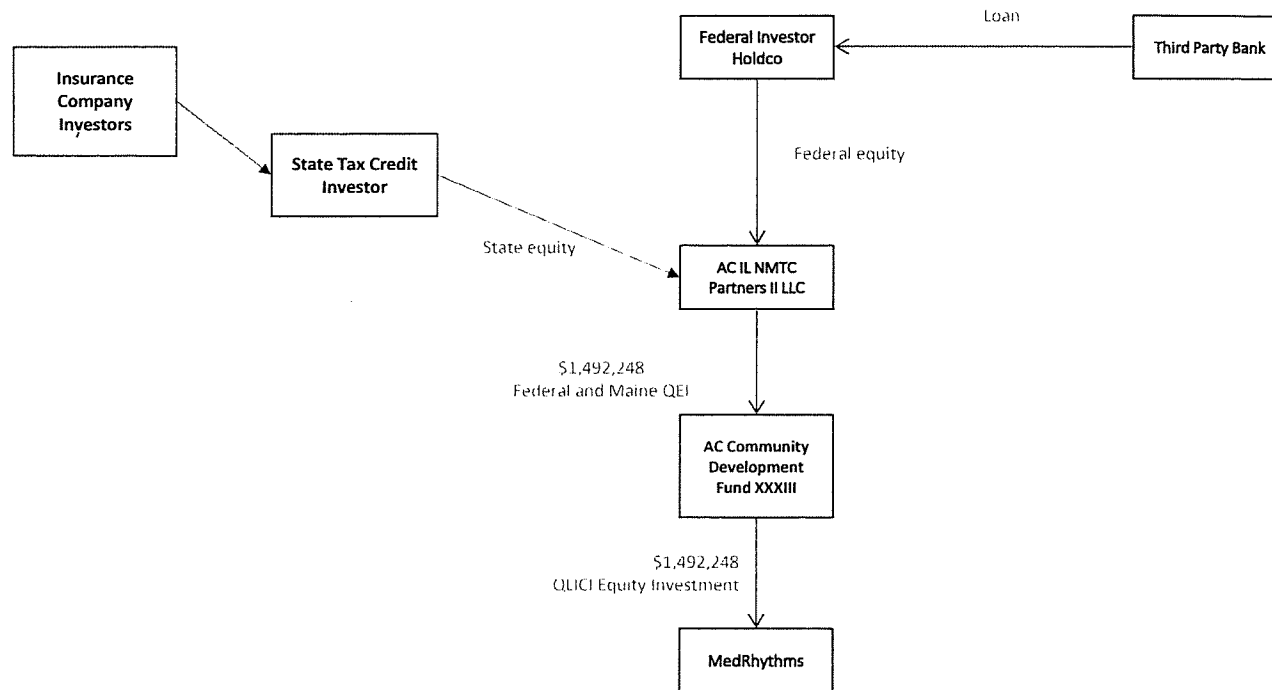 Loan
Federal Investor
Holdco
Third Party Bank
Insurance
Company
Investors
State Tax Credit
Investor
Federal equity
State equity
AC IL NMTC
Partners II LLC
$1,492,248
Federal and Maine QEI
AC Community
Development
Fund XXXIII
$1,492,248
QLICI Equity Investment
MedRhythms